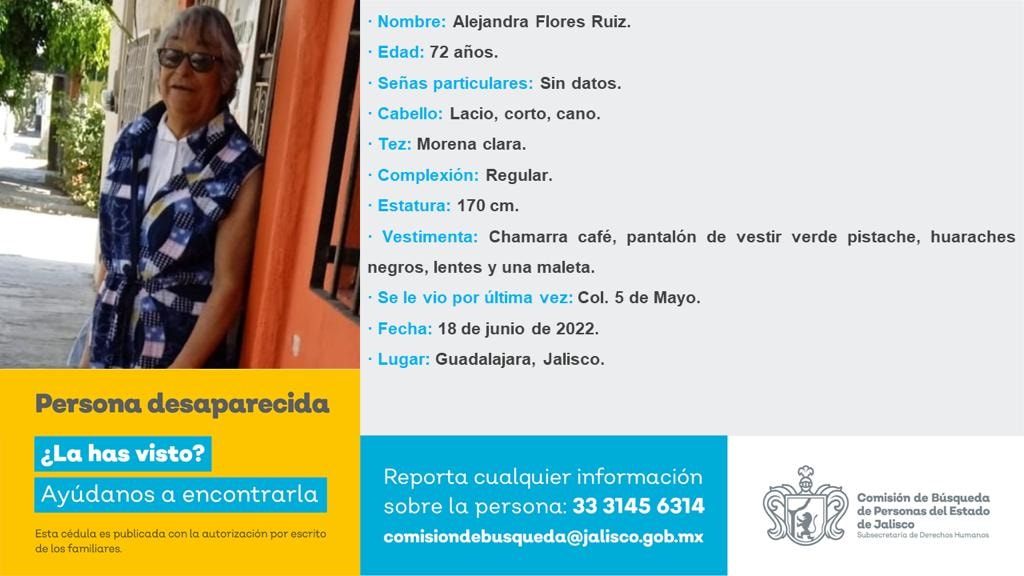 · Nombre: Alejandra Flores Ruiz.
· Edad: 72 años.
· Señas particulares: Sin datos.
· Cabello: Lacio, corto, cano.
· Tez: Morena clara.
· Complexión: Regular.
· Estatura: 170 cm.
· Vestimenta: Chamarra café, pantalón de vestir verde pistache, huaraches
negros, lentes y una maleta.
· Se le vio por última vez: Col. 5 de Mayo.
· Fecha: 18 de junio de 2022.
· Lugar: Guadalajara, Jalisco.
Persona desaparecida
¿La has visto?
Ayúdanos a encontrarla
Esta cédula es publicada con la autorización por escrito
de los familiares.
Reporta cualquier información
sobre la persona: 33 3145 6314
comisiondebusqueda@jalisco.gob.mx
Comisión de Búsqueda
de Personas del Estado
de Jalisco
Subsecretaría de Derechos Humanos